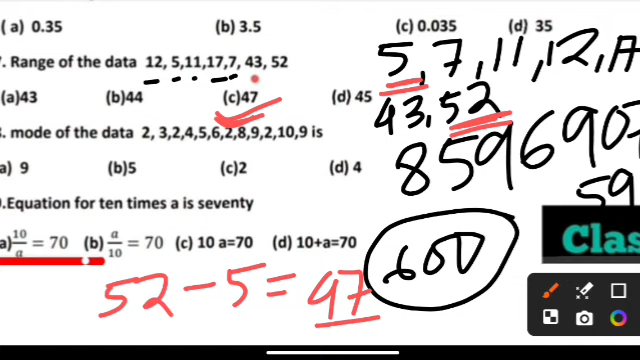 ( a) 0.35 (b) 3.5 (c) 0.035 (d) 35
. Range of the data 12, 5,11,17,7, 43, 52
(a)43 (b)44 (c)47 (d) 45
. mode of the data 2, 3,2,4,5,6,2,8,9,2,10,9 is
a) 9 (b)5 (c)2 (d) 4
.Equation for ten times a is seventy
a) 10/a = 70 (b) a/10 = 70 (c) 10 a=70 (d) 10+a=70
5, 7, 11, 12, 17
43, 52
859690
59
600
52 - 5 = 47
Clas